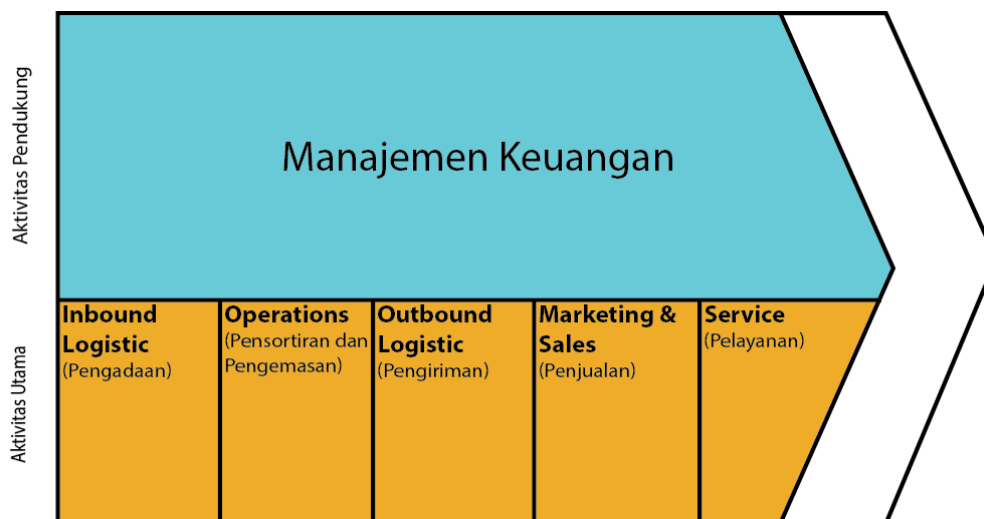 Aktivitas Pendukung
Manajemen Keuangan
Aktivitas Utama
Inbound
Logistic
(Pengadaan)
Operations
(Pensortiran dan
Pengemasan)
Outbound
Logistic
(Pengiriman)
Marketing &
Sales
(Penjualan)
Service
(Pelayanan)